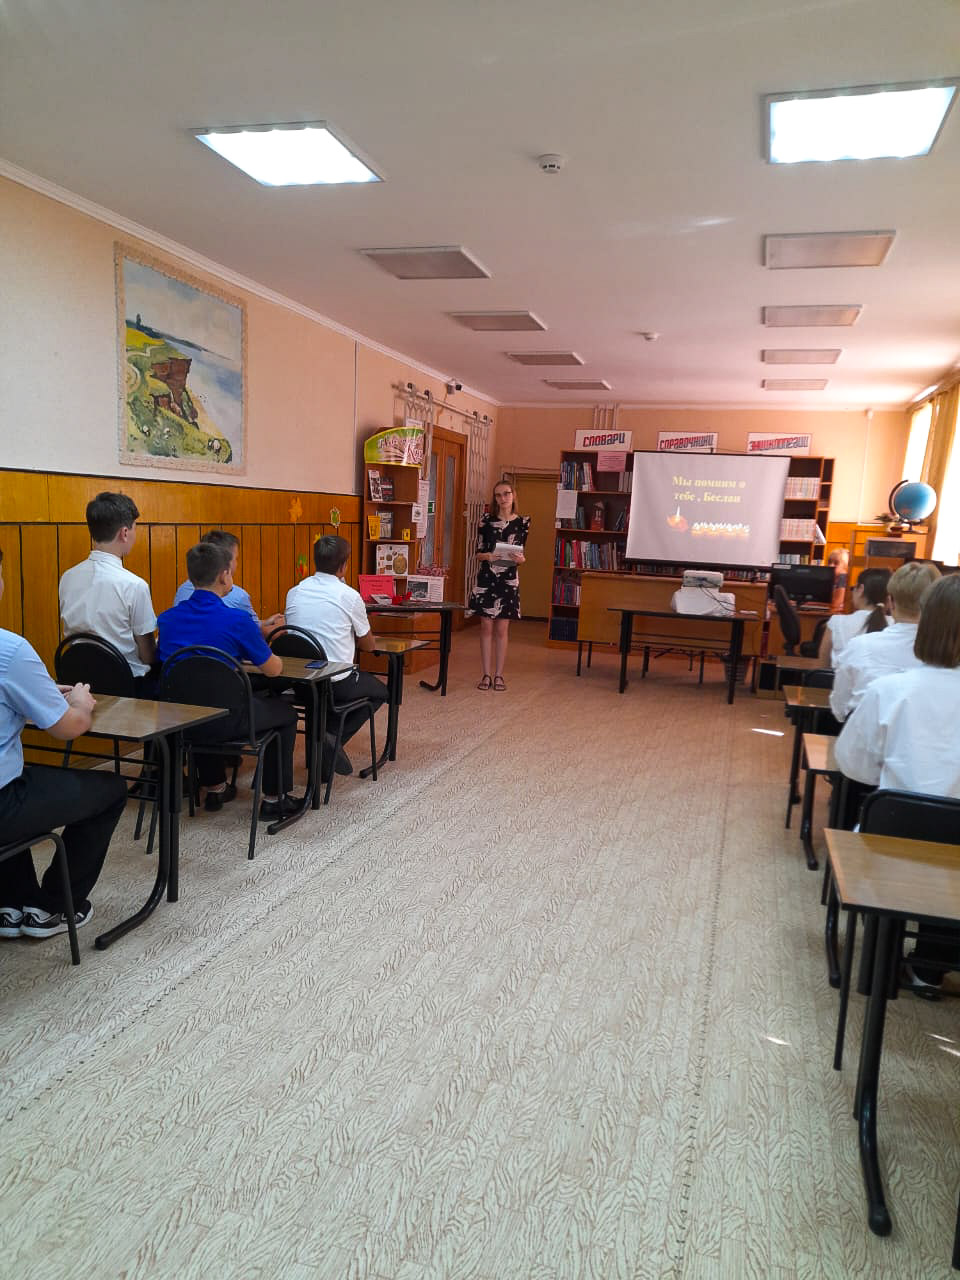 СЛОВАРИ
СПРАВОЧНИКИ
ЭНЦИКЛОПЕДИИ
Мы помним о
тебе , Беслан